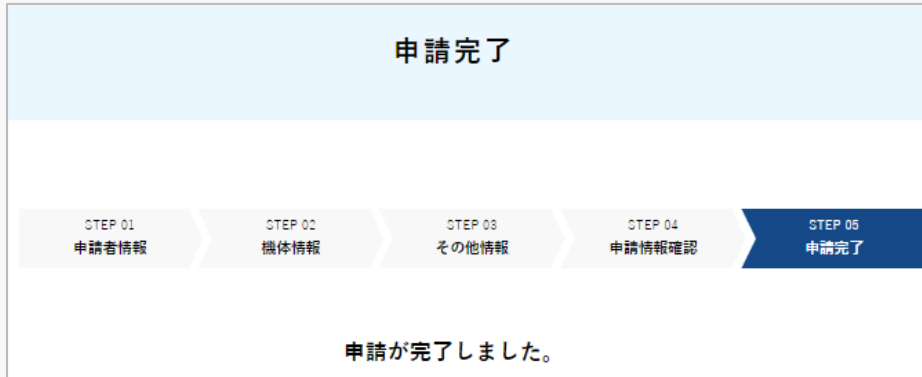 申請完了
STEP 01
申請者情報
STEP 02
機体情報
STEP 03
その他情報
STEP 04
申請情報確認
STEP 05
申請完了
申請が完了しました。